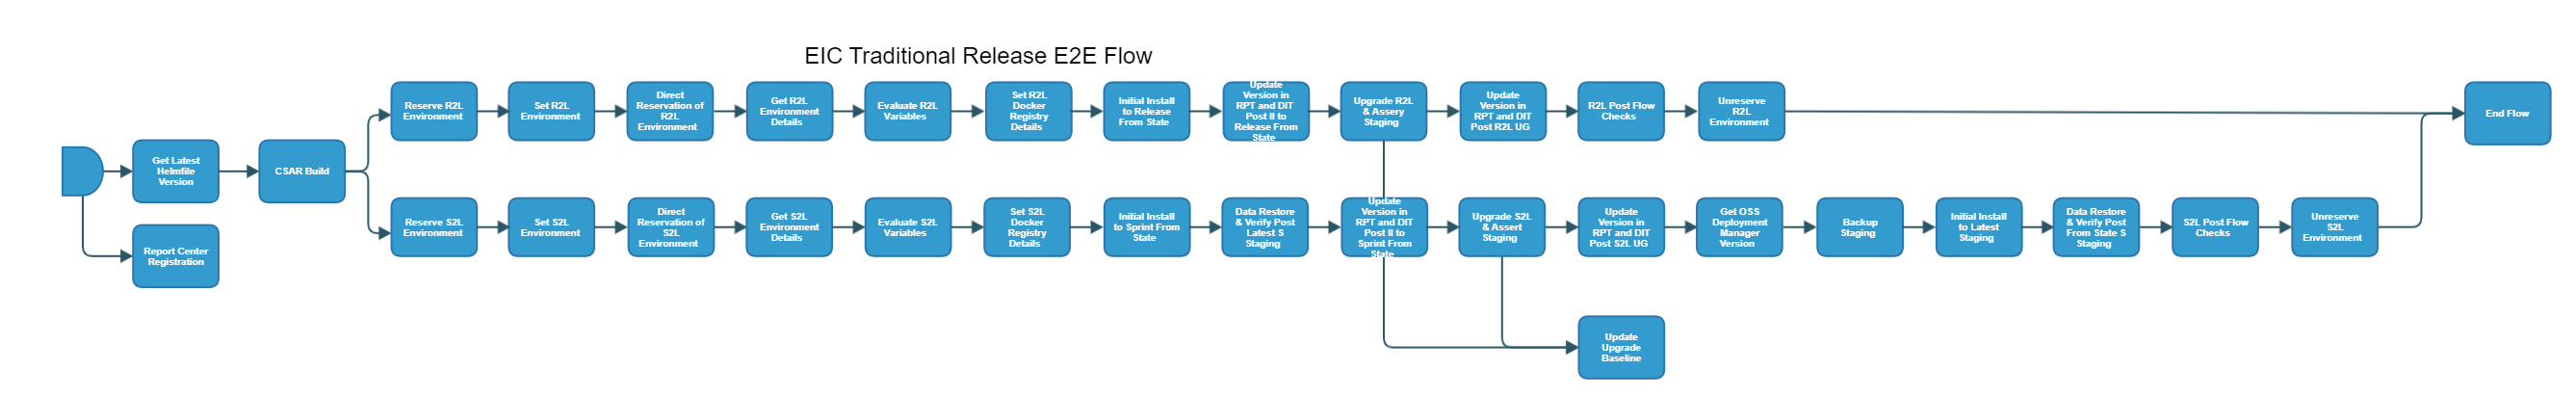 EIC Traditional Release E2E Flow
Reserve R2L
Environment
Set R2L
Environment
Direct
Reservation of
R2L
Environment
Get R2L
Environment
Details
Evaluate R2L
Variables
Set R2L
Docker
Registry
Details
Initial Install
to Release
From State
Update
Version in
RPT and DIT
Post II to
Release From
State
Upgrade R2L
& Assery
Staging
Update
Version in
RPT and DIT
Post R2L UG
R2L Post Flow
Checks
Unreserve
R2L
Environment
End Flow
Get Latest
Helmfile
Version
CSAR Build
Report Center
Registration
Reserve S2L
Environment
Set S2L
Environment
Direct
Reservation of
S2L
Environment
Get S2L
Environment
Details
Evaluate S2L
Variables
Set S2L
Docker
Registry
Details
Initial Install
to Sprint From
State
Data Restore
& Verify Post
Latest S
Staging
Update
Version in
RPT and DIT
Post II to
Sprint From
State
Upgrade S2L
& Assert
Staging
Update
Version in
RPT and DIT
Post S2L UG
Get OSS
Deployment
Manager
Version
Backup
Staging
Initial Install
to Latest
Staging
Data Restore
& Verify Post
From State S
Staging
S2L Post Flow
Checks
Unreserve
S2L
Environment
Update
Upgrade
Baseline